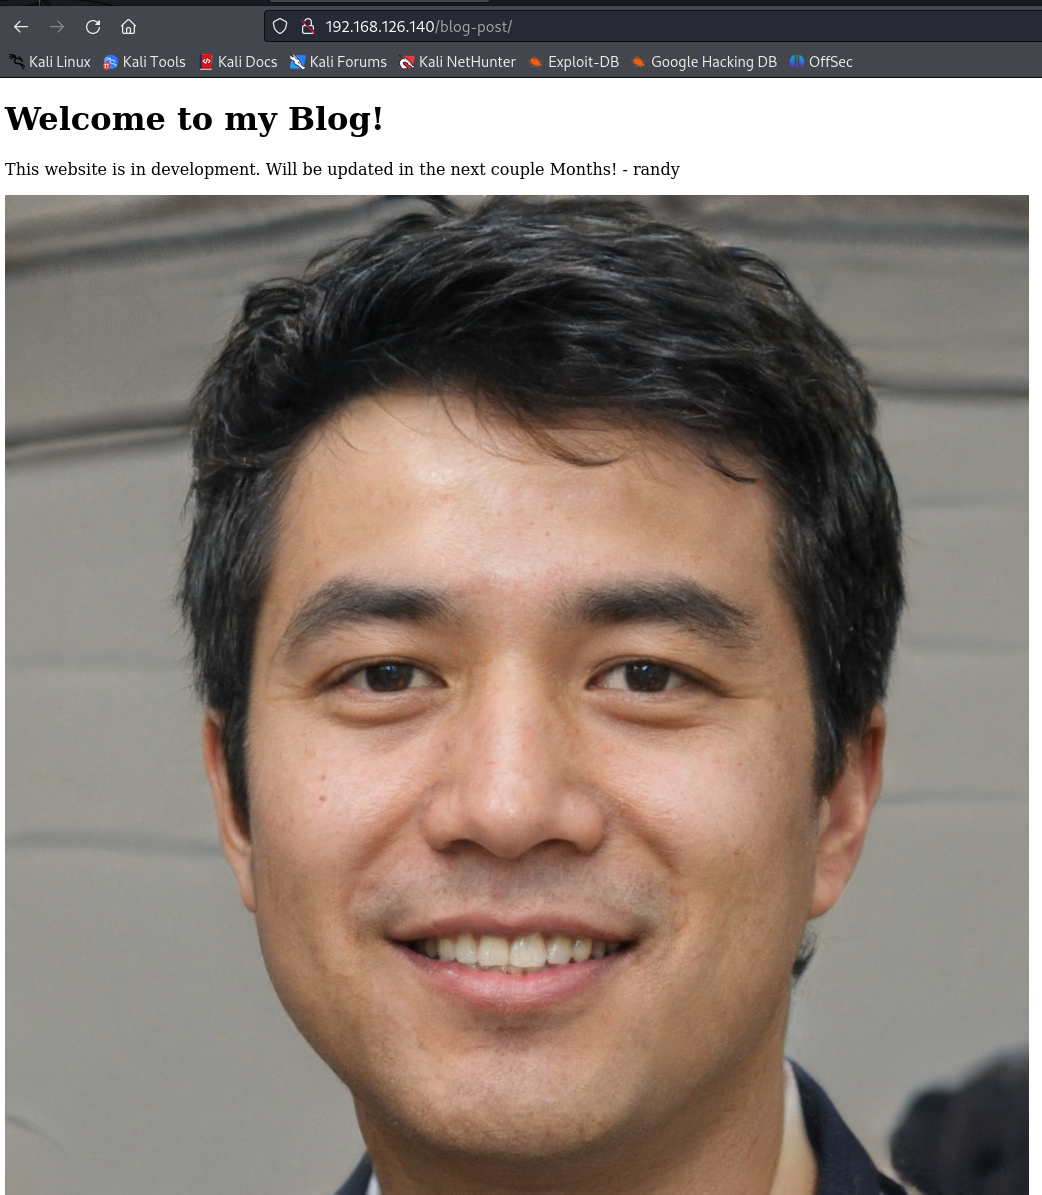 192.168.126.140/blog-post/
Kali Linux Kali Tools Kali Docs Kali Forums Kali NetHunter Exploit-DB Google Hacking DB OffSec
Welcome to my Blog!
This website is in development. Will be updated in the next couple Months! - randy